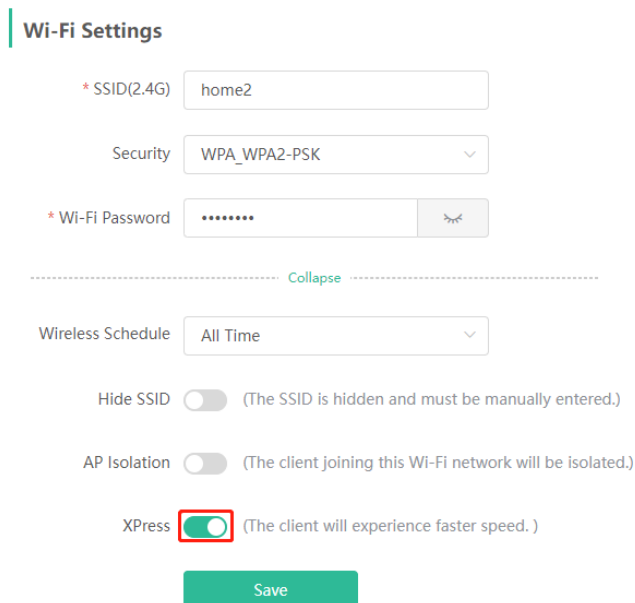 Wi-Fi Settings
* SSID(2.4G) home2
Security WPA_WPA2-PSK
* Wi-Fi Password ••••••••
Collapse
Wireless Schedule All Time
Hide SSID (The SSID is hidden and must be manually entered.)
AP Isolation (The client joining this Wi-Fi network will be isolated.)
XPress (The client will experience faster speed. )
Save